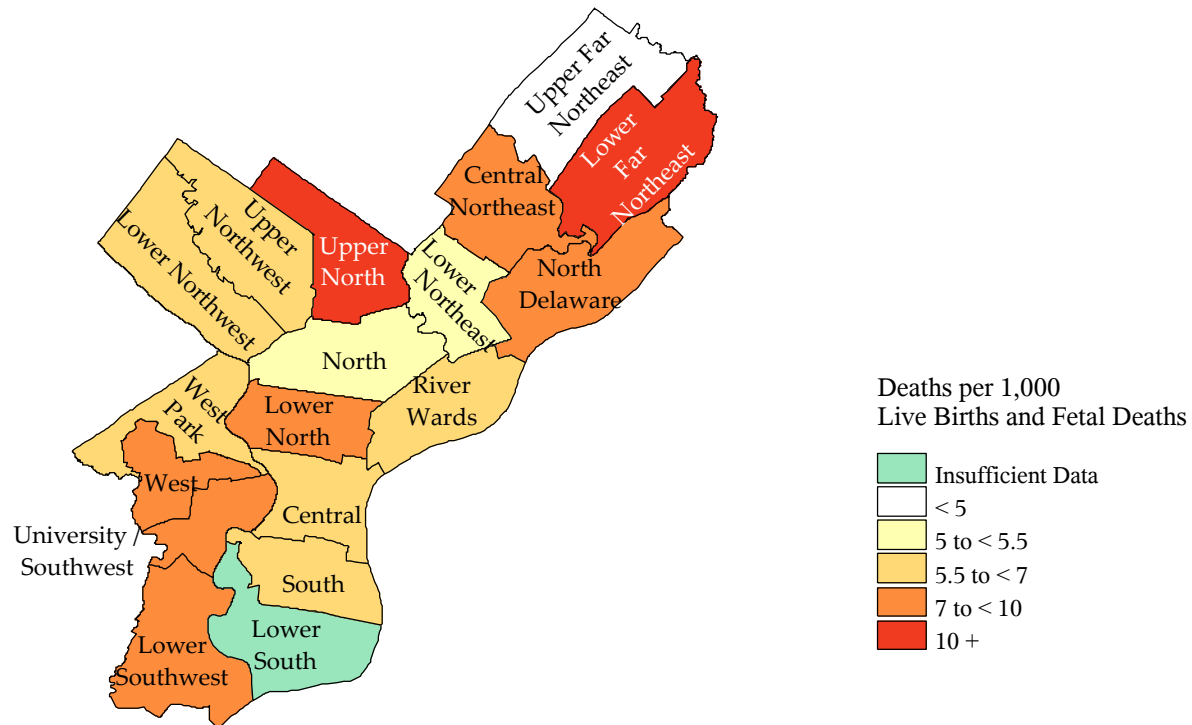 Upper Far
Northeast
Lower
Far
Northeast
Central
Northeast
Upper
Northwest
Lower Northwest
Upper
North
Lower
Northeast
North
Delaware
North
River
Wards
West
Park
Lower
North
West
Central
University
Southwest
South
Lower
South
Lower
Southwest
Deaths per 1,000
Live Births and Fetal Deaths
Insufficient Data
< 5
5 to < 5.5
5.5 to < 7
7 to < 10
10 +